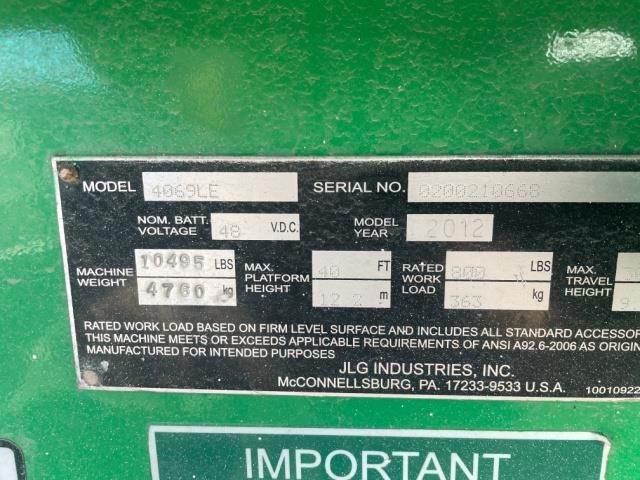 MODEL 4069LE SERIAL NO. 0200210668
NOM. BATT. VOLTAGE 48 V.D.C. MODEL YEAR 2012
MACHINE WEIGHT 10495 LBS 4760 kg MAX. PLATFORM HEIGHT 40 FT 12.2 m RATED WORK LOAD 800 LBS 363 kg MAX. TRAVEL HEIGHT
RATED WORK LOAD BASED ON FIRM LEVEL SURFACE AND INCLUDES ALL STANDARD ACCESSOR
THIS MACHINE MEETS OR EXCEEDS APPLICABLE REQUIREMENTS OF ANSI A92.6-2006 AS ORIGIN
MANUFACTURED FOR INTENDED PURPOSES
JLG INDUSTRIES, INC.
McCONNELLSBURG, PA. 17233-9533 U.S.A.
10010922
IMPORTANT